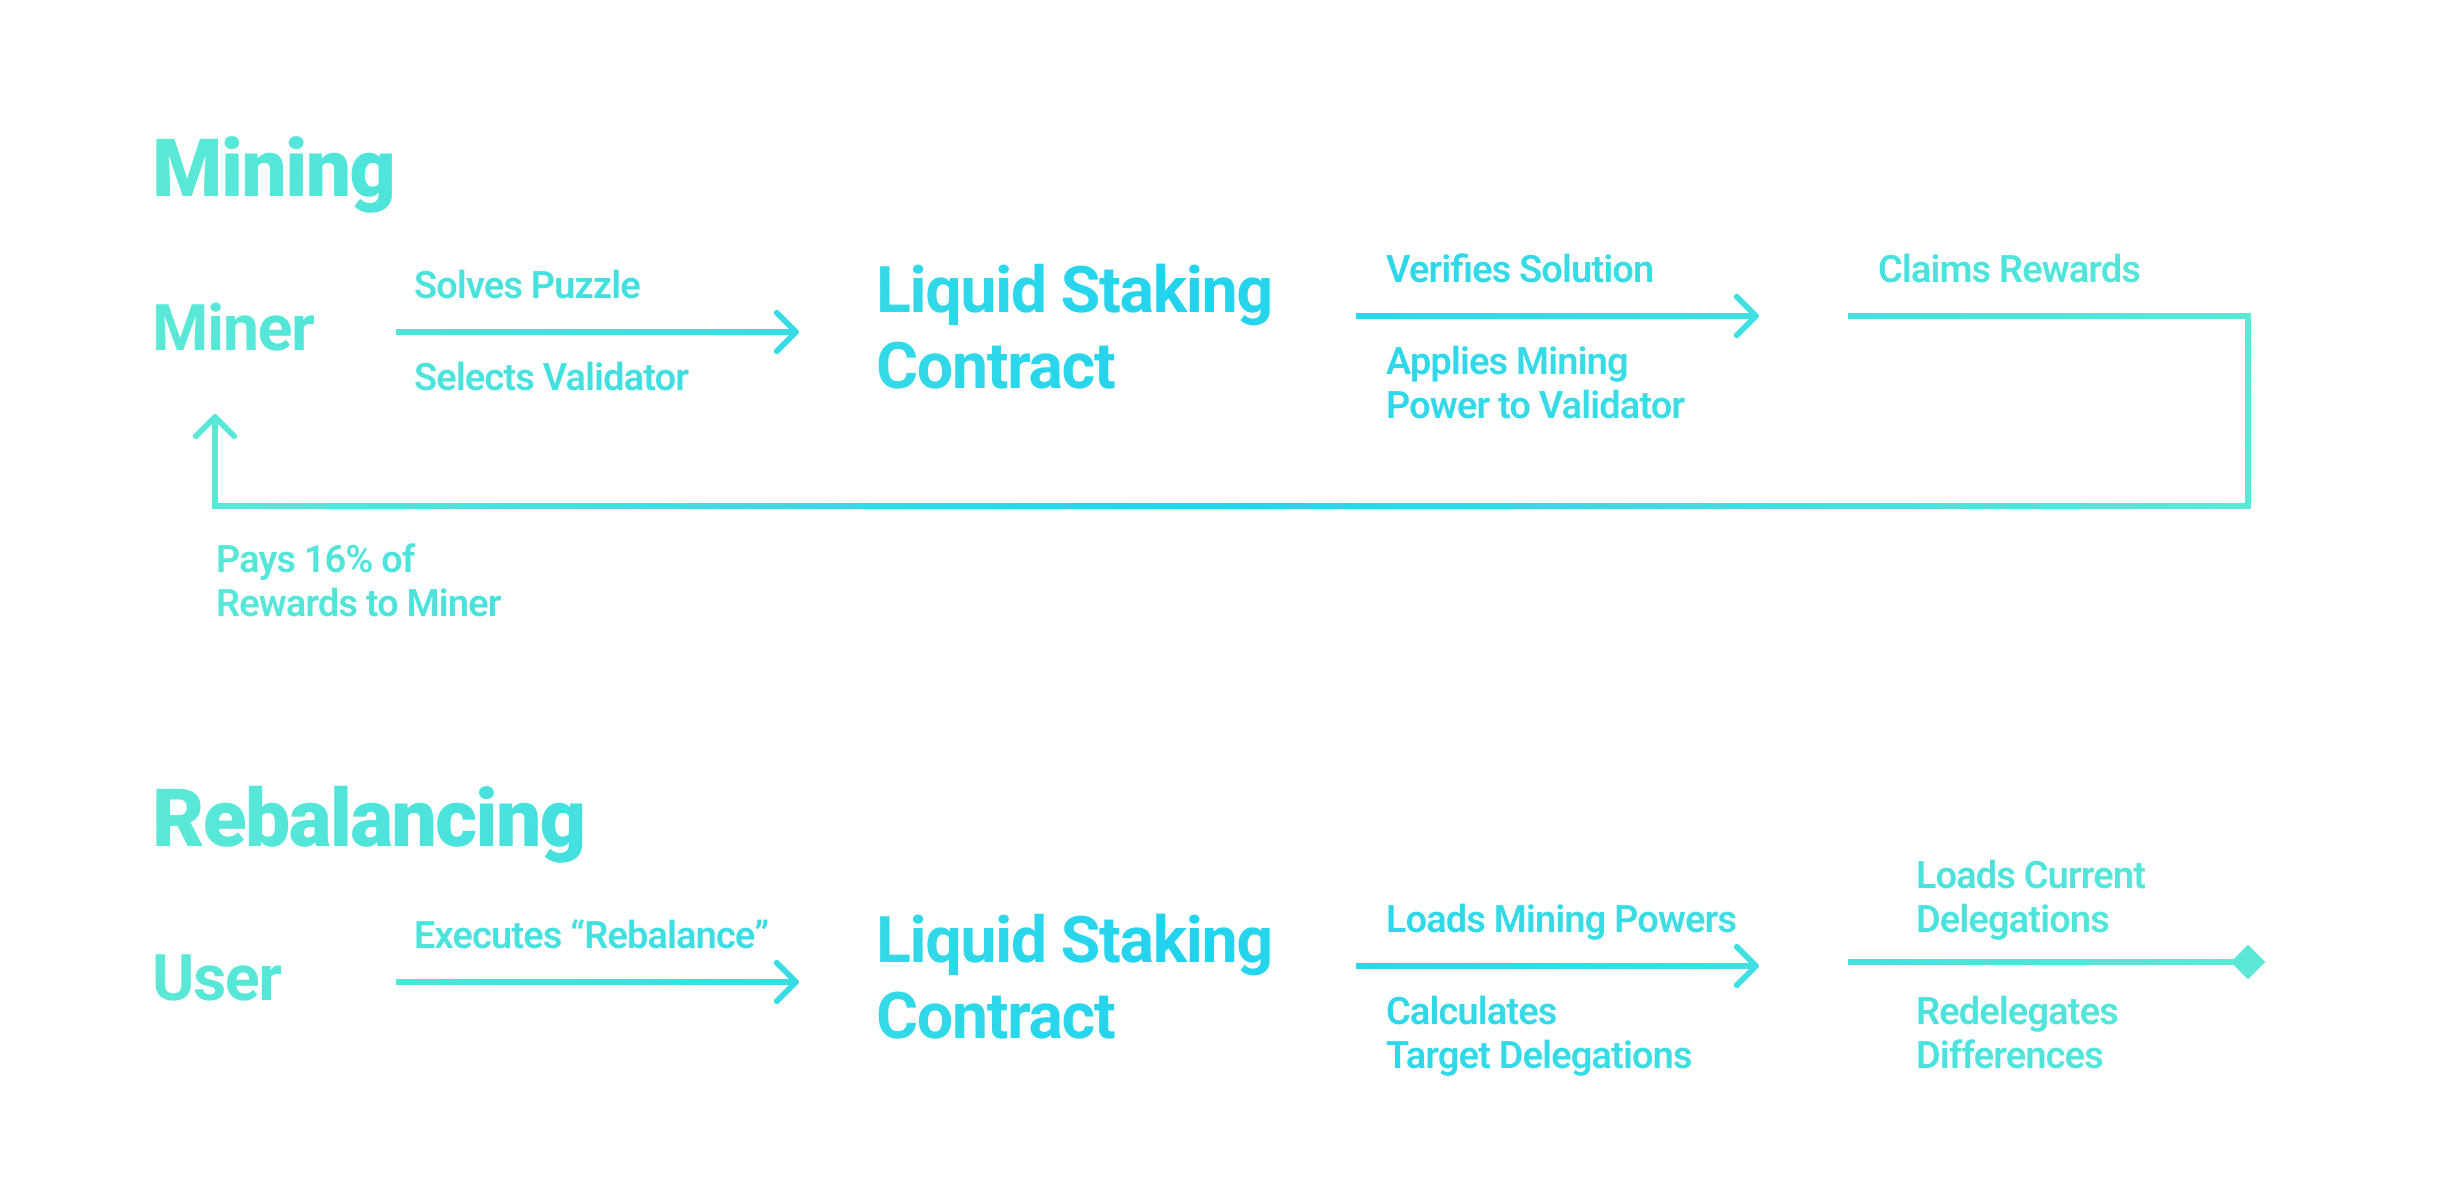 Mining
Miner
Solves Puzzle
Selects Validator
Liquid Staking
Contract
Verifies Solution
Applies Mining
Power to Validator
Claims Rewards
Pays 16% of
Rewards to Miner
Rebalancing
User
Executes “Rebalance”
Liquid Staking
Contract
Loads Mining Powers
Calculates
Target Delegations
Loads Current
Delegations
Redelegates
Differences